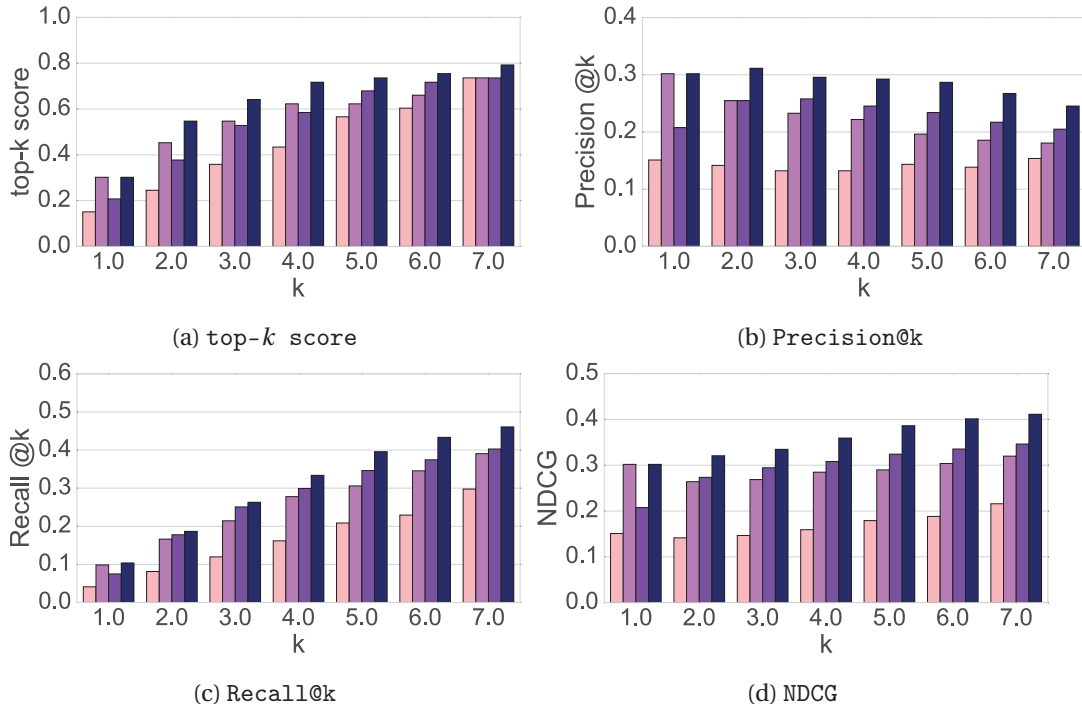 top-k score
1.0
0.8
0.6
0.4
0.2
0.0
1.0 2.0 3.0 4.0 5.0 6.0 7.0
k
(a) top-k score
Precision @k
0.4
0.3
0.2
0.1
0.0
1.0 2.0 3.0 4.0 5.0 6.0 7.0
k
(b) Precision@k
Recall @k
0.6
0.5
0.4
0.3
0.2
0.1
0.0
1.0 2.0 3.0 4.0 5.0 6.0 7.0
k
(c) Recall@k
NDCG
0.5
0.4
0.3
0.2
0.1
0.0
1.0 2.0 3.0 4.0 5.0 6.0 7.0
k
(d) NDCG